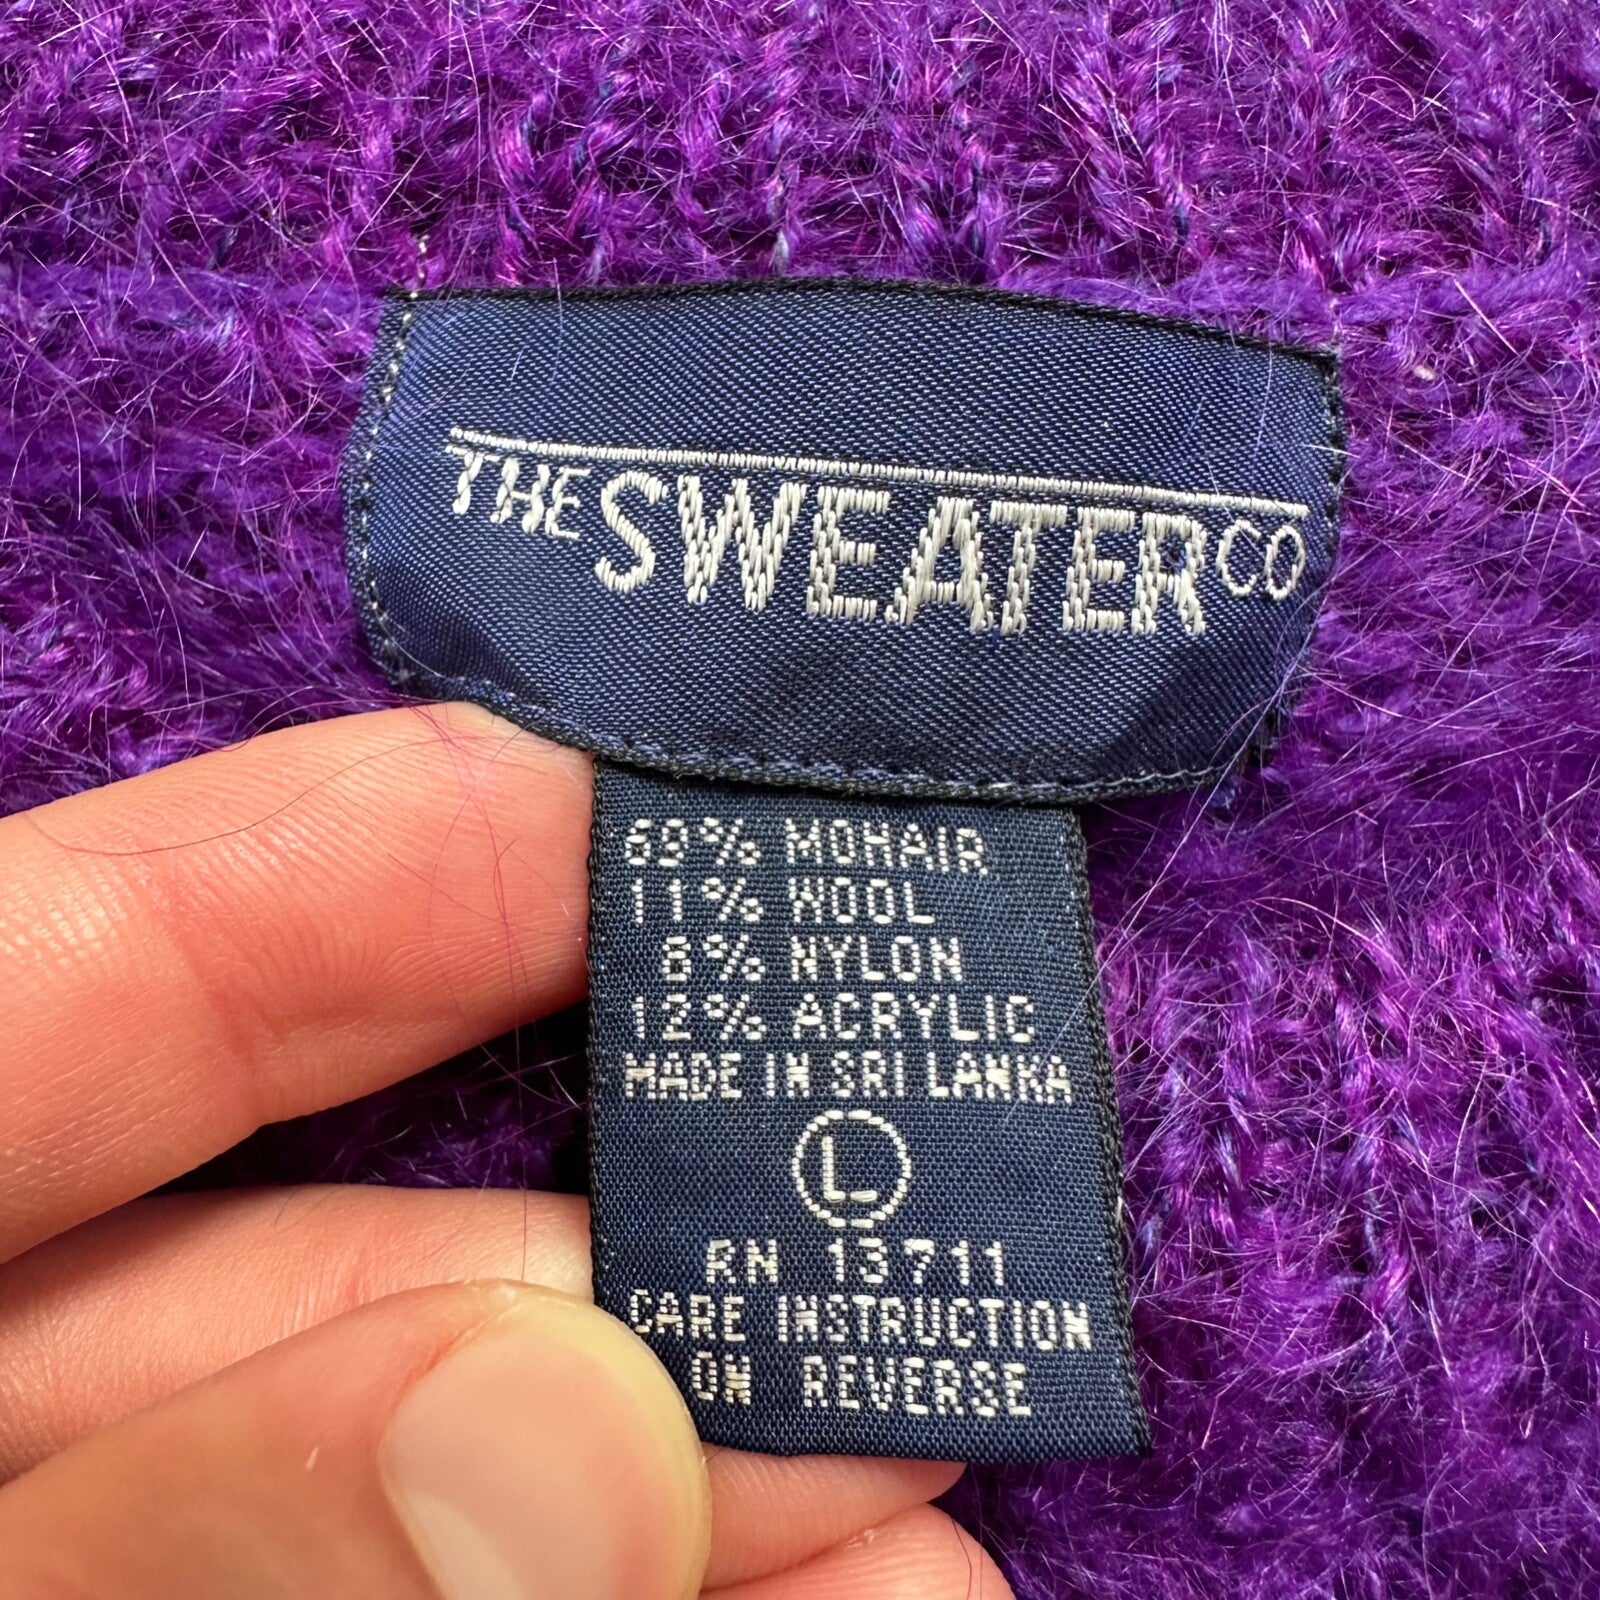 THE SWEATER CO
69% MOHAIR
11% WOOL
8% NYLON
12% ACRYLIC
MADE IN SRI LANKA
L
RN 13711
CARE INSTRUCTION
ON REVERSE